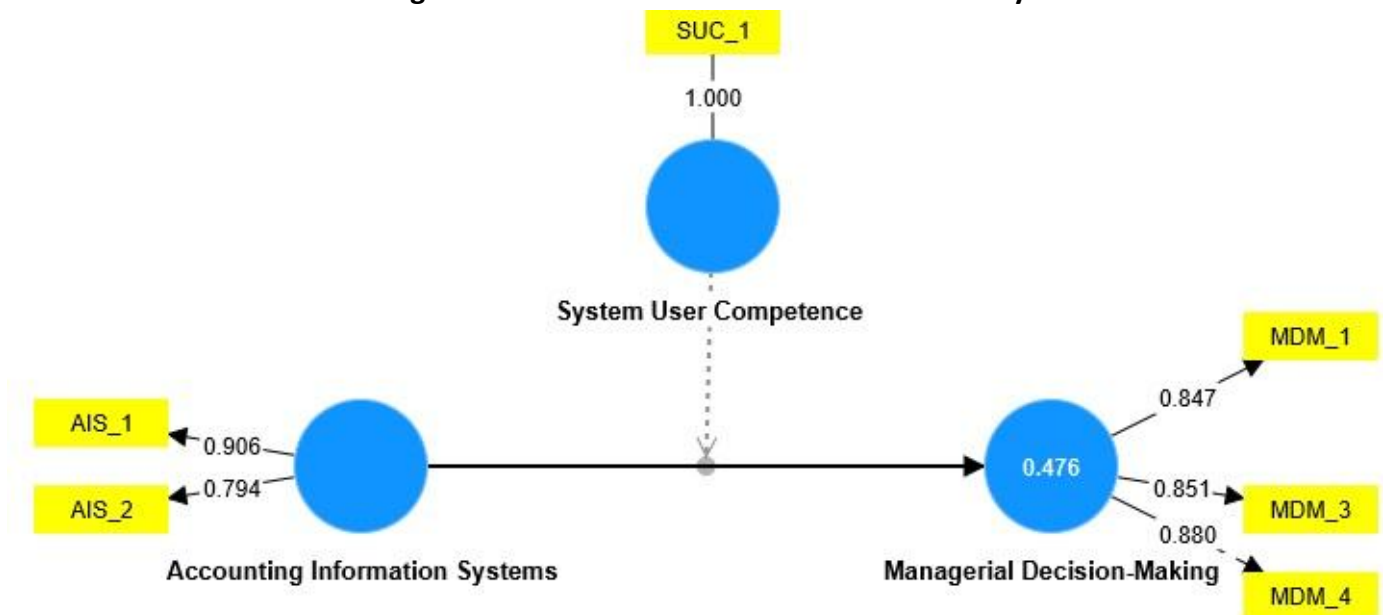 SUC_1
1.000
System User Competence
MDM_1
0.847
AIS_1
0.906
0.476
0.851
MDM_3
AIS_2
0.794
0.880
Accounting Information Systems
Managerial Decision-Making
MDM_4